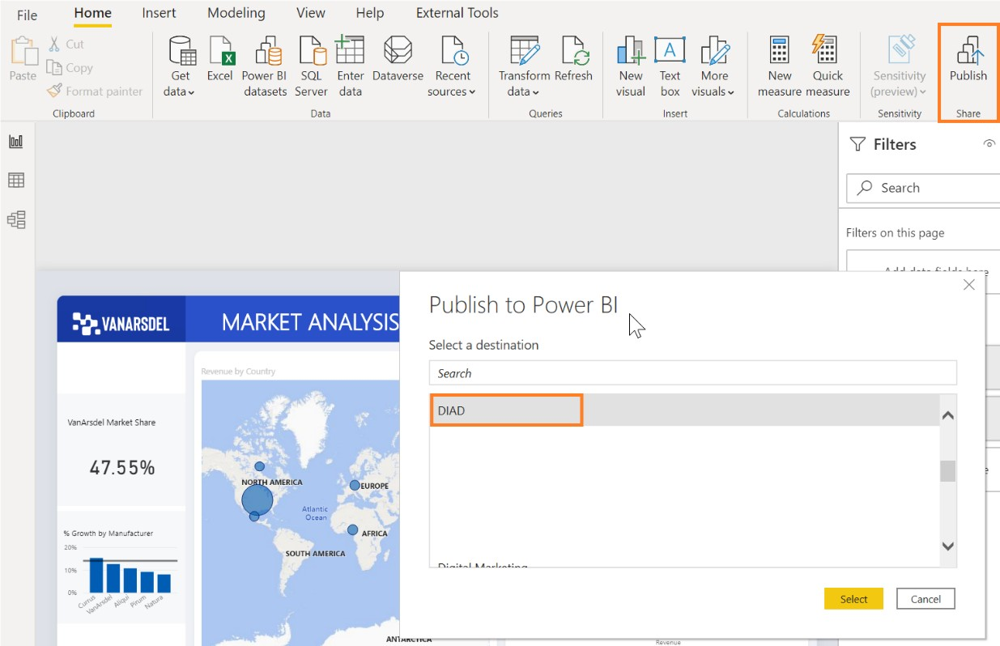 File Home Insert Modeling View Help External Tools
Paste
Cut
Copy
Format painter
Clipboard
Get
data
Excel
Power BI
datasets
SQL
Server
Enter
data
Dataverse
Recent
sources
Data
Transform
data
Refresh
Queries
New
visual
Text
box
More
visuals
Insert
New
measure
Quick
measure
Calculations
Sensitivity
(preview)
Sensitivity
Publish
Share
Filters
Search
Filters on this page
Add data fields here
VANARSDEL
MARKET ANALYSIS
Revenue by Country
VanArsdel Market Share
47.55%
% Growth by Manufacturer
20%
10%
0%
Currus
VanArsdel
Aliqui
Pirum
Natura
NORTH AMERICA
EUROPE
Atlantic
Ocean
AFRICA
SOUTH AMERICA
ANTARCTICA
Publish to Power BI
Select a destination
Search
DIAD
Digital Marketing
Select
Cancel
Revenue